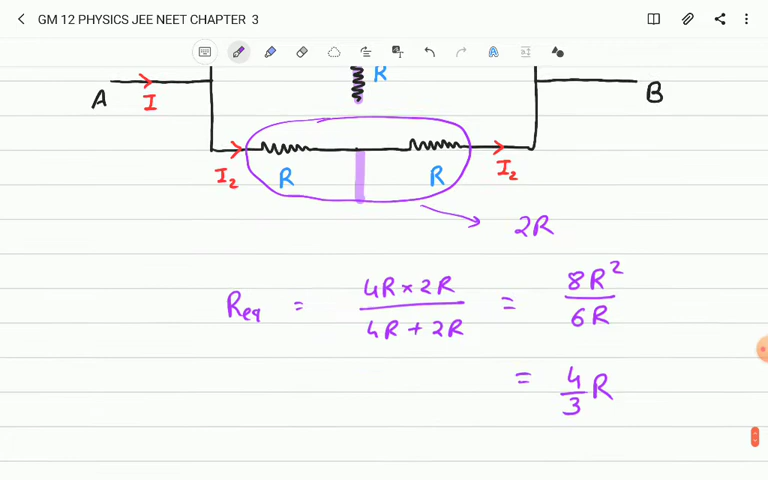 GM 12 PHYSICS JEE NEET CHAPTER 3
R
A I B
I₂ R R I₂
2R
Req = 4R × 2R / 4R + 2R = 8R² / 6R
= 4/3 R